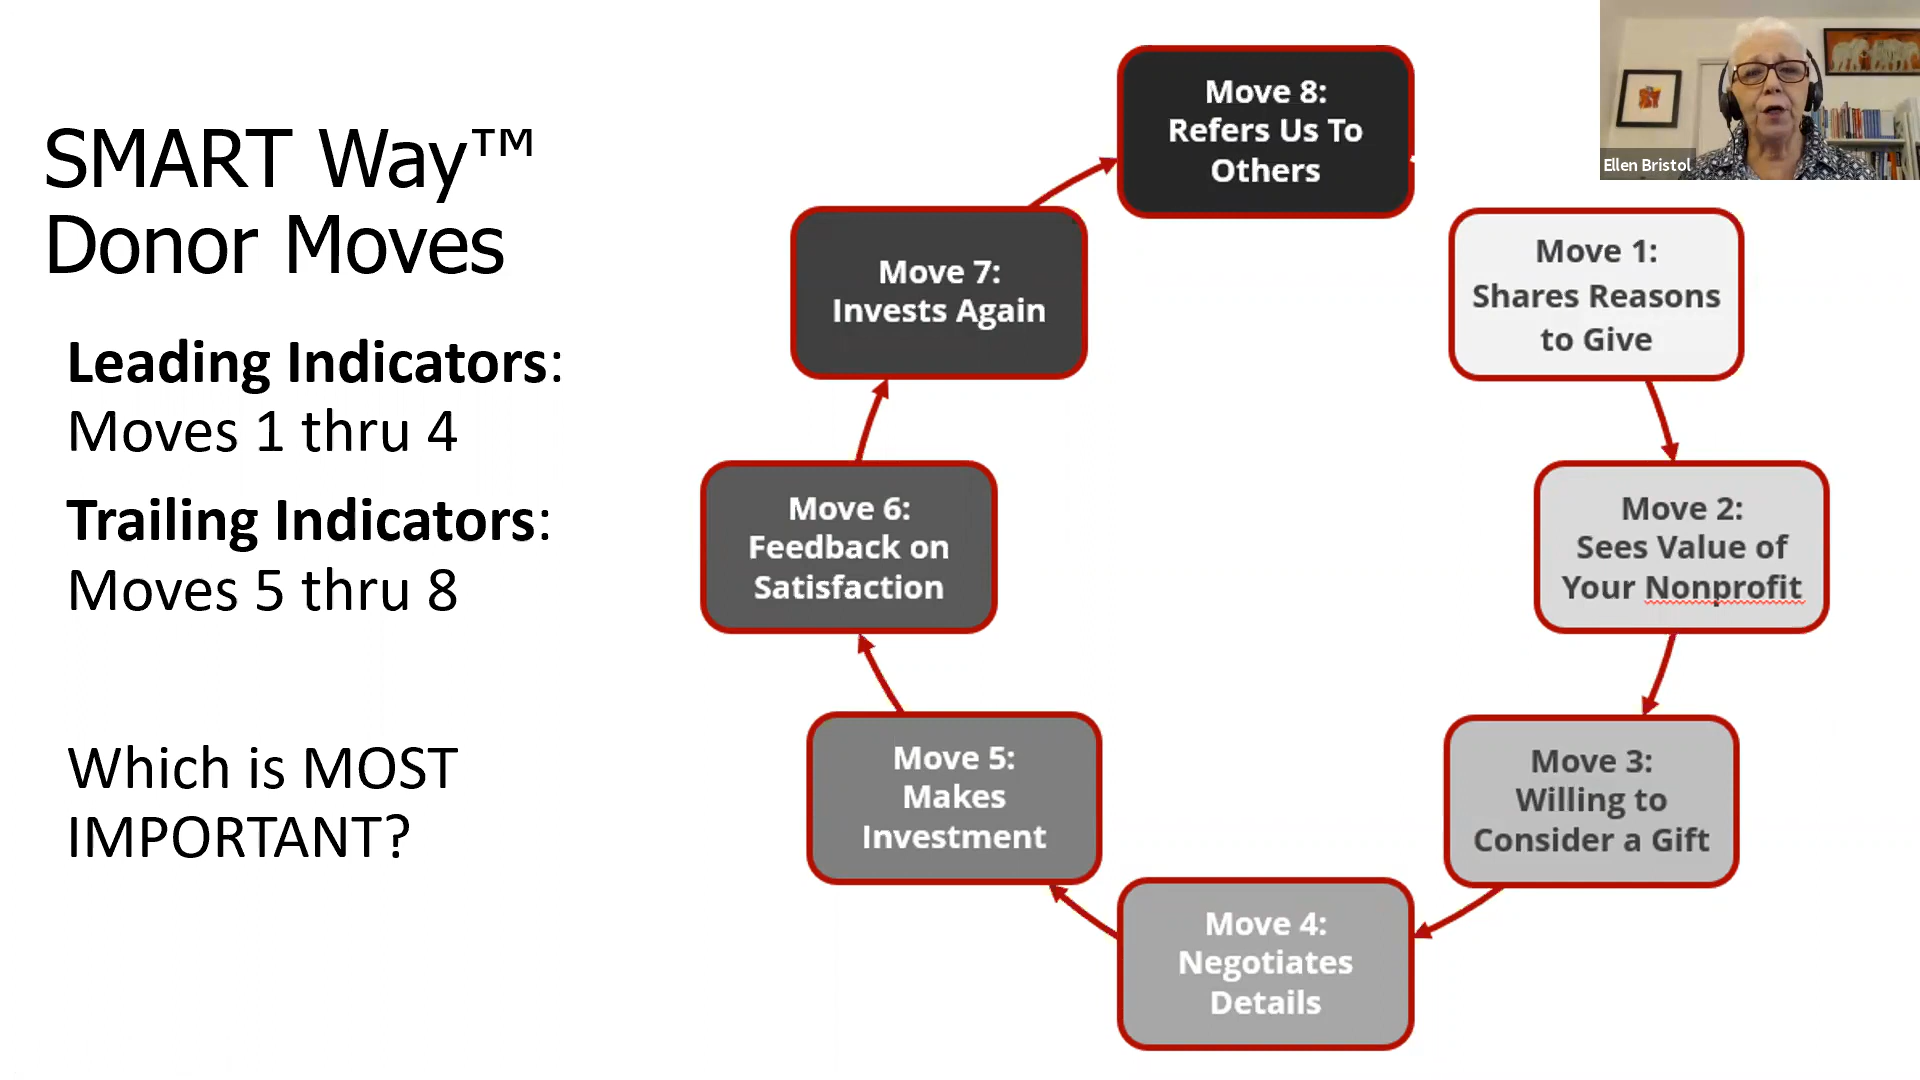 SMART Way™
Donor Moves
Leading Indicators:
Moves 1 thru 4
Trailing Indicators:
Moves 5 thru 8
Which is MOST
IMPORTANT?
Move 1:
Shares Reasons
to Give
Move 2:
Sees Value of
Your Nonprofit
Move 3:
Willing to
Consider a Gift
Move 4:
Negotiates
Details
Move 5:
Makes
Investment
Move 6:
Feedback on
Satisfaction
Move 7:
Invests Again
Move 8:
Refers Us To
Others
Ellen Bristol